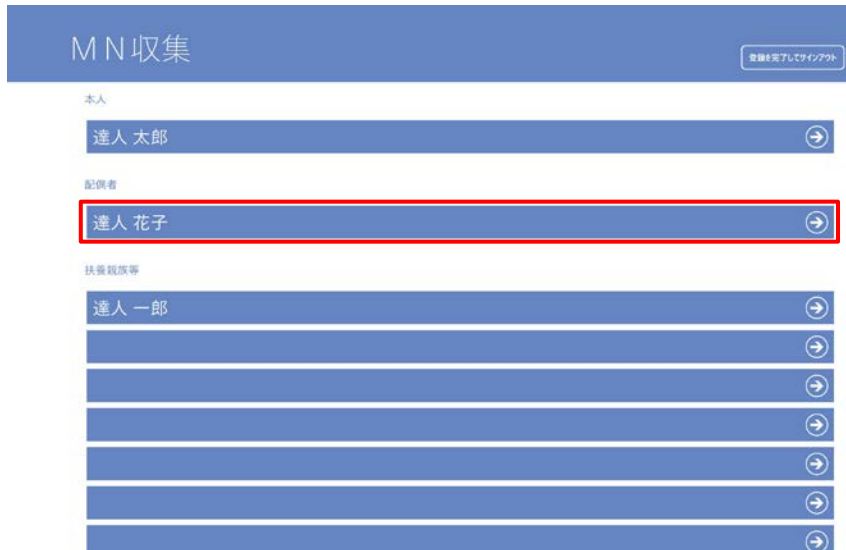 MN収集
登録を完了してサインアウト
本人
達人 太郎
配偶者
達人 花子
扶養親族等
達人 一郎